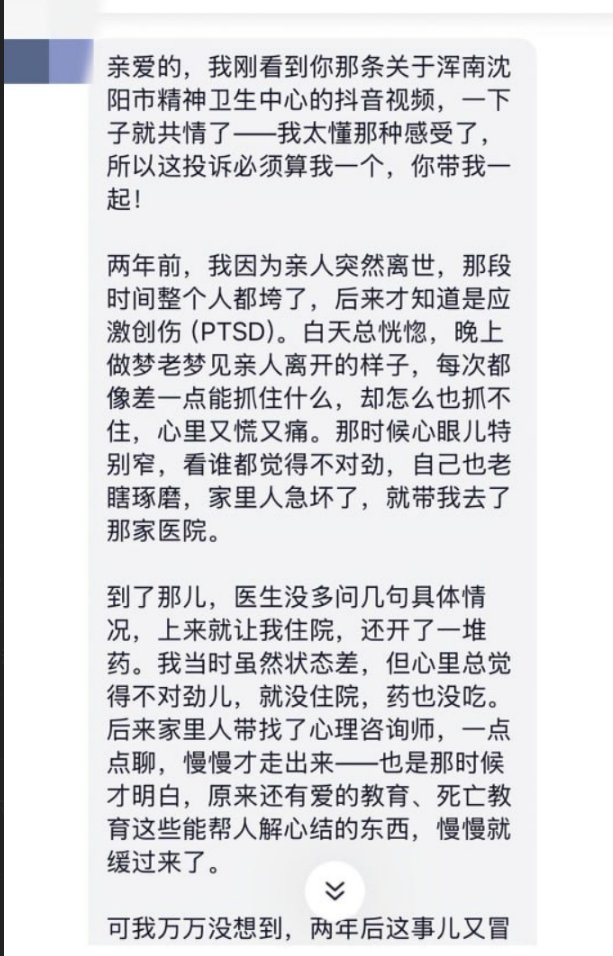 亲爱的，我刚看到你那条关于浑南沈
阳市精神卫生中心的抖音视频，一下
子就共情了——我太懂那种感受了，
所以这投诉必须算我一个，你带我一
起！
两年前，我因为亲人突然离世，那段
时间整个人都垮了，后来才知道是应
激创伤 (PTSD)。白天总恍惚，晚上
做梦老梦见亲人离开的样子，每次都
像差一点能抓住什么，却怎么也抓不
住，心里又慌又痛。那时候心眼儿特
别窄，看谁都觉得不对劲，自己也老
瞎琢磨，家里人急坏了，就带我去了
那家医院。
到了那儿，医生没多问几句具体情
况，上来就让我住院，还开了一堆
药。我当时虽然状态差，但心里总觉
得不对劲儿，就没住院，药也没吃。
后来家里人带找了心理咨询师，一点
点聊，慢慢才走出来——也是那时候
才明白，原来还有爱的教育、死亡教
育这些能帮人解心结的东西，慢慢就
缓过来了。
可我万万没想到，两年后这事儿又冒